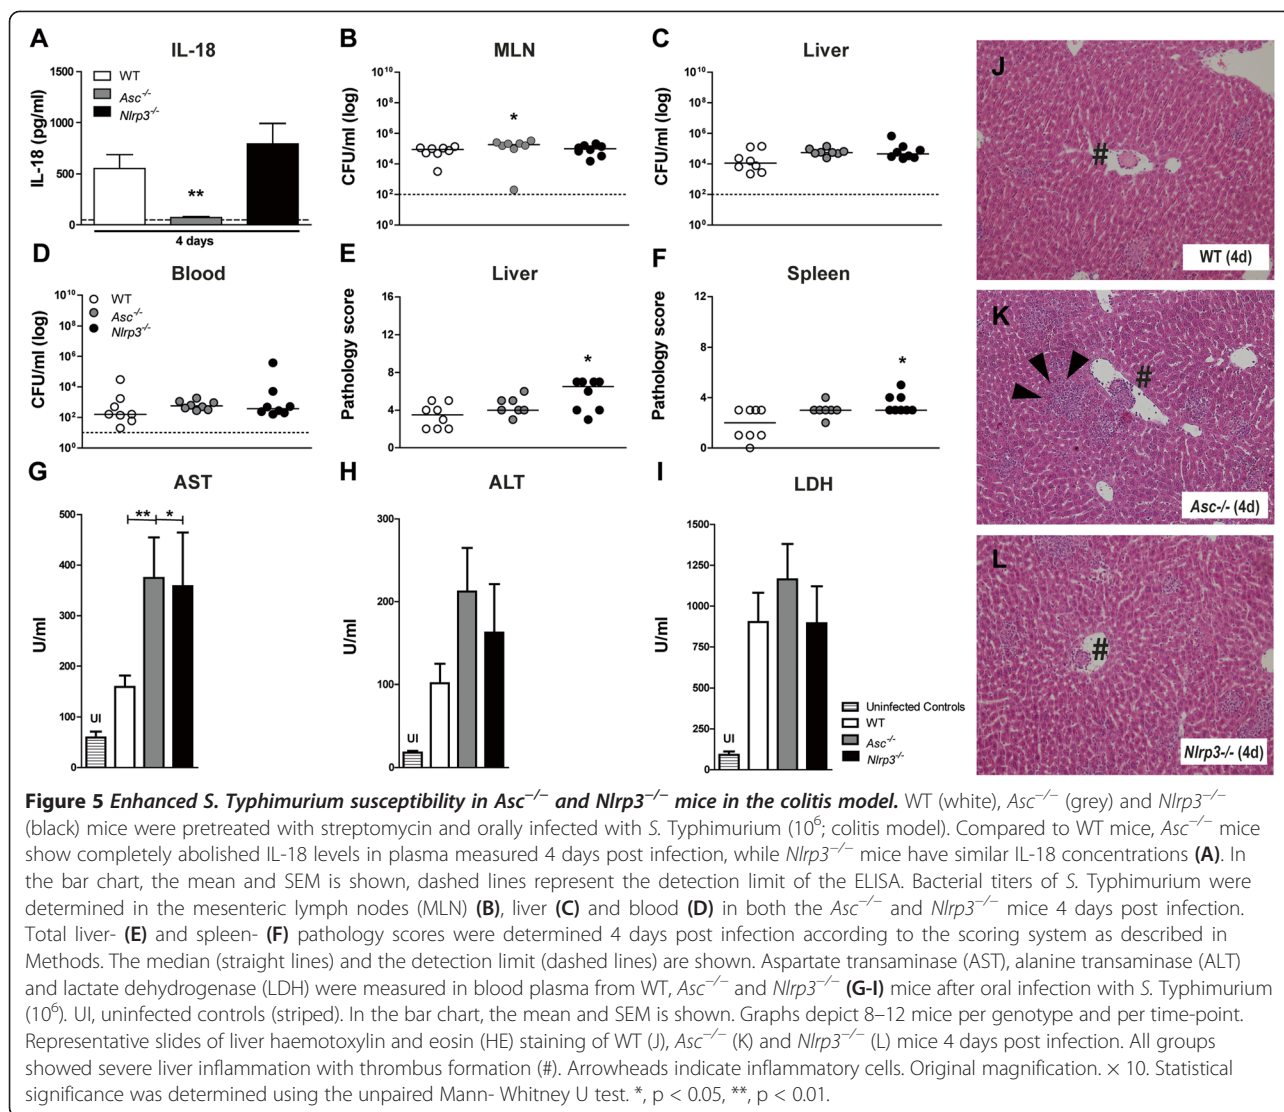 A
IL-18
IL-18 (pg/ml)
1500
1000
500
0
WT
Asc-/-
Nlrp3-/-
**
4 days
B
MLN
CFU/ml (log)
10^10
10^8
10^6
10^4
10^2
10^0
*
C
Liver
CFU/ml (log)
10^10
10^8
10^6
10^4
10^2
10^0
D
Blood
CFU/ml (log)
10^10
10^8
10^6
10^4
10^2
10^0
WT
Asc-/-
Nlrp3-/-
E
Liver
Pathology score
16
12
8
4
0
*
F
Spleen
Pathology score
12
8
4
0
*
G
AST
U/ml
500
400
300
200
100
0
UI
**
*
H
ALT
U/ml
300
200
100
0
UI
I
LDH
U/ml
1500
1250
1000
750
500
250
0
UI
Uninfected Controls
WT
Asc-/-
Nlrp3-/-
J
#
WT (4d)
K
#
Asc-/- (4d)
L
#
Nlrp3-/- (4d)
Figure 5 Enhanced S. Typhimurium susceptibility in Asc−/− and Nlrp3−/− mice in the colitis model. WT (white), Asc−/− (grey) and Nlrp3−/−
(black) mice were pretreated with streptomycin and orally infected with S. Typhimurium (10^6; colitis model). Compared to WT mice, Asc−/− mice
show completely abolished IL-18 levels in plasma measured 4 days post infection, while Nlrp3−/− mice have similar IL-18 concentrations (A). In
the bar chart, the mean and SEM is shown, dashed lines represent the detection limit of the ELISA. Bacterial titers of S. Typhimurium were
determined in the mesenteric lymph nodes (MLN) (B), liver (C) and blood (D) in both the Asc−/− and Nlrp3−/− mice 4 days post infection.
Total liver- (E) and spleen- (F) pathology scores were determined 4 days post infection according to the scoring system as described in
Methods. The median (straight lines) and the detection limit (dashed lines) are shown. Aspartate transaminase (AST), alanine transaminase (ALT)
and lactate dehydrogenase (LDH) were measured in blood plasma from WT, Asc−/− and Nlrp3−/− (G-I) mice after oral infection with S. Typhimurium
(10^6). UI, uninfected controls (striped). In the bar chart, the mean and SEM is shown. Graphs depict 8–12 mice per genotype and per time-point.
Representative slides of liver haemotoxylin and eosin (HE) staining of WT (J), Asc−/− (K) and Nlrp3−/− (L) mice 4 days post infection. All groups
showed severe liver inflammation with thrombus formation (#). Arrowheads indicate inflammatory cells. Original magnification. × 10. Statistical
significance was determined using the unpaired Mann- Whitney U test. *, p < 0.05, **, p < 0.01.